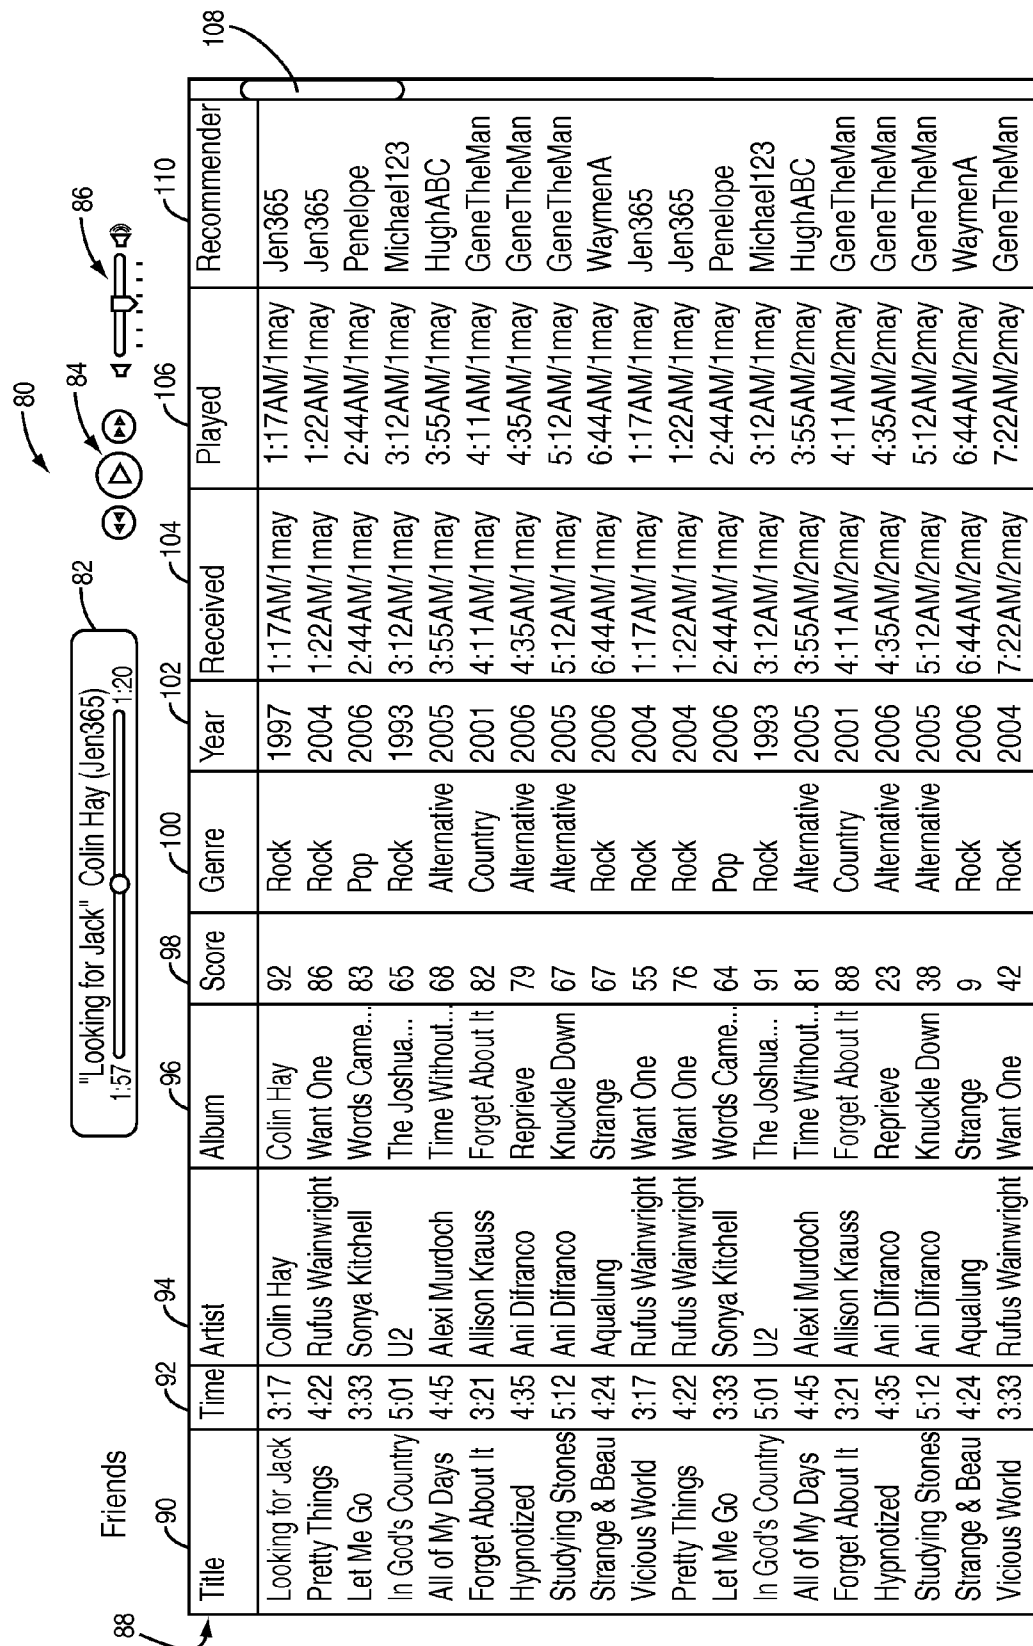 80
"Looking for Jack" Colin Hay (Jen365)
82
84
86
Friends
1:57 1:20
88
90 92 94 96 98 100 102 104 106 110
108
Title Time Artist Album Score Genre Year Received Played Recommender
Looking for Jack 3:17 Colin Hay Colin Hay 92 Rock 1997 1:17AM/1may 1:17AM/1may Jen365
Pretty Things 4:22 Rufus Wainwright Want One 86 Rock 2004 1:22AM/1may 1:22AM/1may Jen365
Let Me Go 3:33 Sonya Kitchell Words Came... 83 Pop 2006 2:44AM/1may 2:44AM/1may Penelope
In God's Country 5:01 U2 The Joshua... 65 Rock 1993 3:12AM/1may 3:12AM/1may Michael123
All of My Days 4:45 Alexi Murdoch Time Without... 68 Alternative 2005 3:55AM/1may 3:55AM/1may HughABC
Forget About It 3:21 Allison Krauss Forget About It 82 Country 2001 4:11AM/1may 4:11AM/1may GeneTheMan
Hypnotized 4:35 Ani Difranco Reprieve 79 Alternative 2006 4:35AM/1may 4:35AM/1may GeneTheMan
Studying Stones 5:12 Ani Difranco Knuckle Down 67 Alternative 2005 5:12AM/1may 5:12AM/1may GeneTheMan
Strange & Beau 4:24 Aqualung Strange 67 Rock 2006 6:44AM/1may 6:44AM/1may WaymenA
Vicious World 3:17 Rufus Wainwright Want One 55 Rock 2004 1:17AM/1may 1:17AM/1may Jen365
Pretty Things 4:22 Rufus Wainwright Want One 76 Rock 2004 1:22AM/1may 1:22AM/1may Jen365
Let Me Go 3:33 Sonya Kitchell Words Came... 64 Pop 2006 2:44AM/1may 2:44AM/1may Penelope
In God's Country 5:01 U2 The Joshua... 91 Rock 1993 3:12AM/1may 3:12AM/1may Michael123
All of My Days 4:45 Alexi Murdoch Time Without... 81 Alternative 2005 3:55AM/2may 3:55AM/2may HughABC
Forget About It 3:21 Allison Krauss Forget About It 88 Country 2001 4:11AM/2may 4:11AM/2may GeneTheMan
Hypnotized 4:35 Ani Difranco Reprieve 23 Alternative 2006 4:35AM/2may 4:35AM/2may GeneTheMan
Studying Stones 5:12 Ani Difranco Knuckle Down 38 Alternative 2005 5:12AM/2may 5:12AM/2may GeneTheMan
Strange & Beau 4:24 Aqualung Strange 9 Rock 2006 6:44AM/2may 6:44AM/2may WaymenA
Vicious World 3:33 Rufus Wainwright Want One 42 Rock 2004 7:22AM/2may 7:22AM/2may GeneTheMan